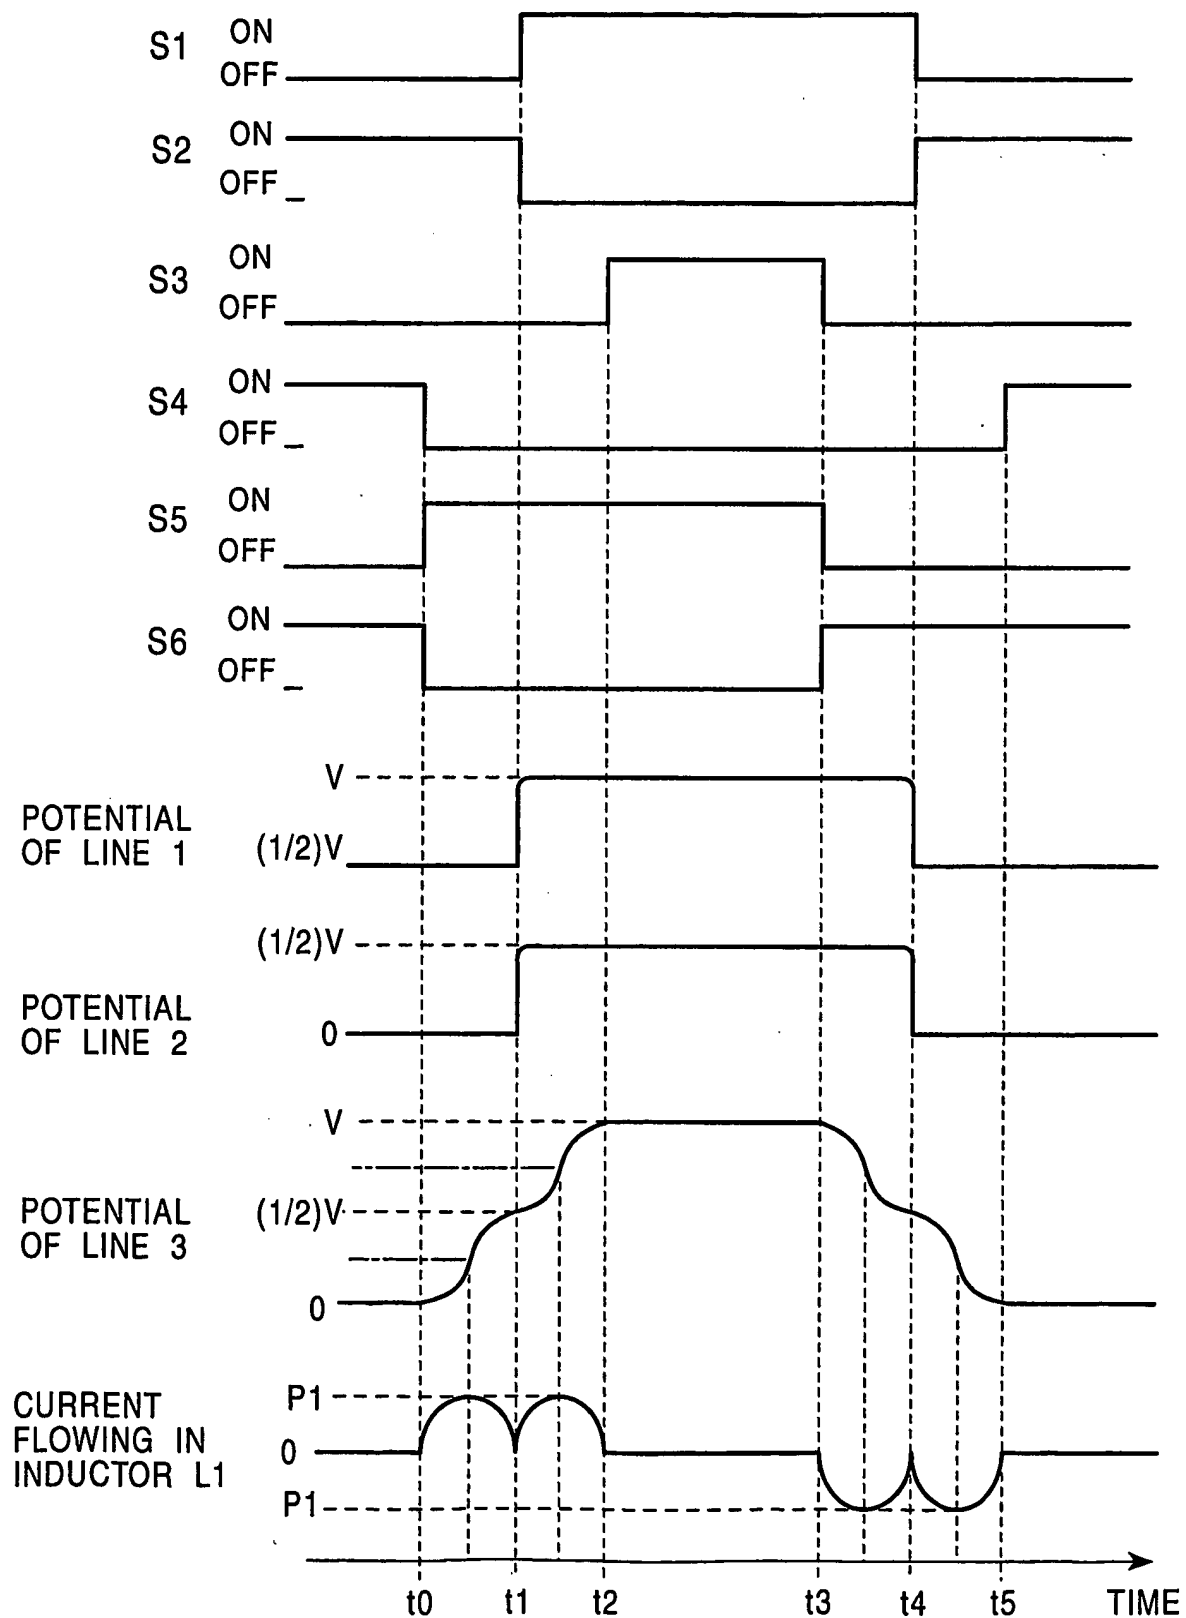 S1 ON
OFF
S2 ON
OFF
S3 ON
OFF
S4 ON
OFF
S5 ON
OFF
S6 ON
OFF
V
POTENTIAL
OF LINE 1
(1/2)V
(1/2)V
POTENTIAL
OF LINE 2
0
V
POTENTIAL
OF LINE 3
(1/2)V
0
P1
CURRENT
FLOWING IN
INDUCTOR L1
0
P1
t0 t1 t2 t3 t4 t5 TIME